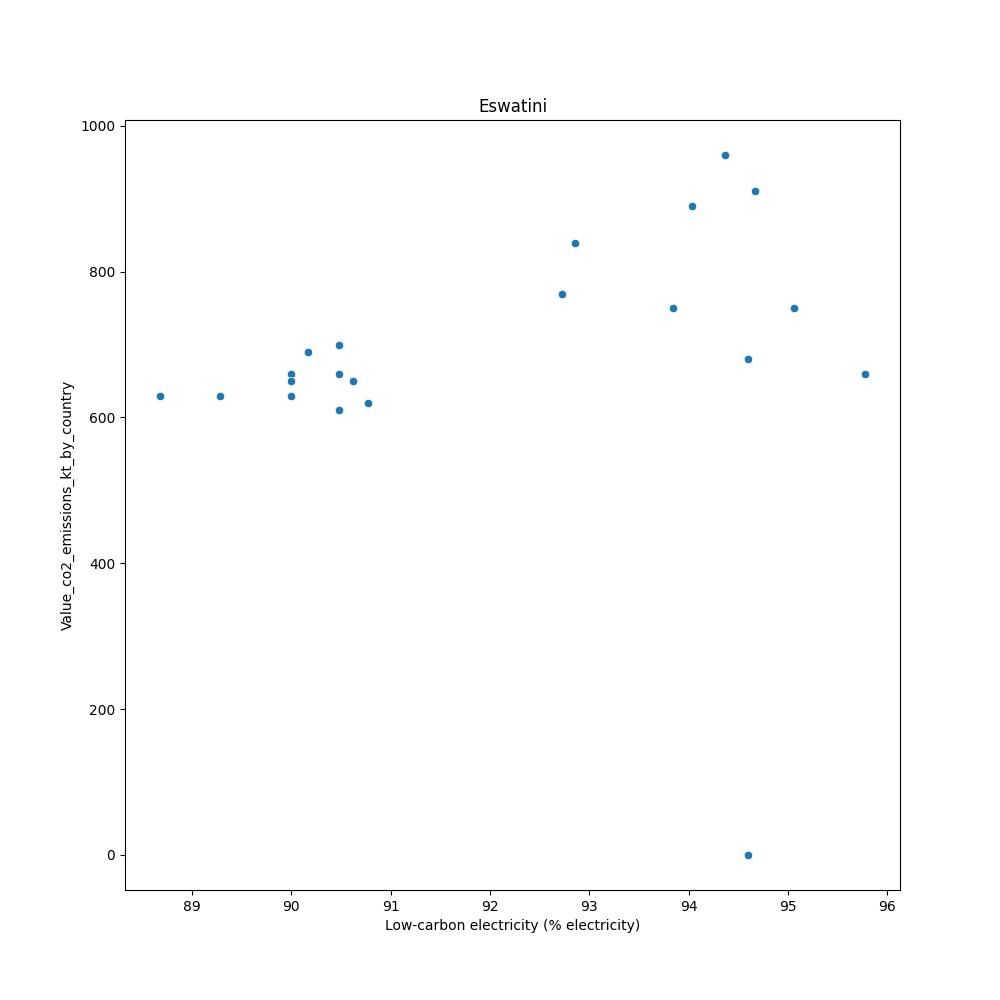 Eswatini
1000
800
600
400
200
0
Value_co2_emissions_kt_by_country
89 90 91 92 93 94 95 96
Low-carbon electricity (% electricity)